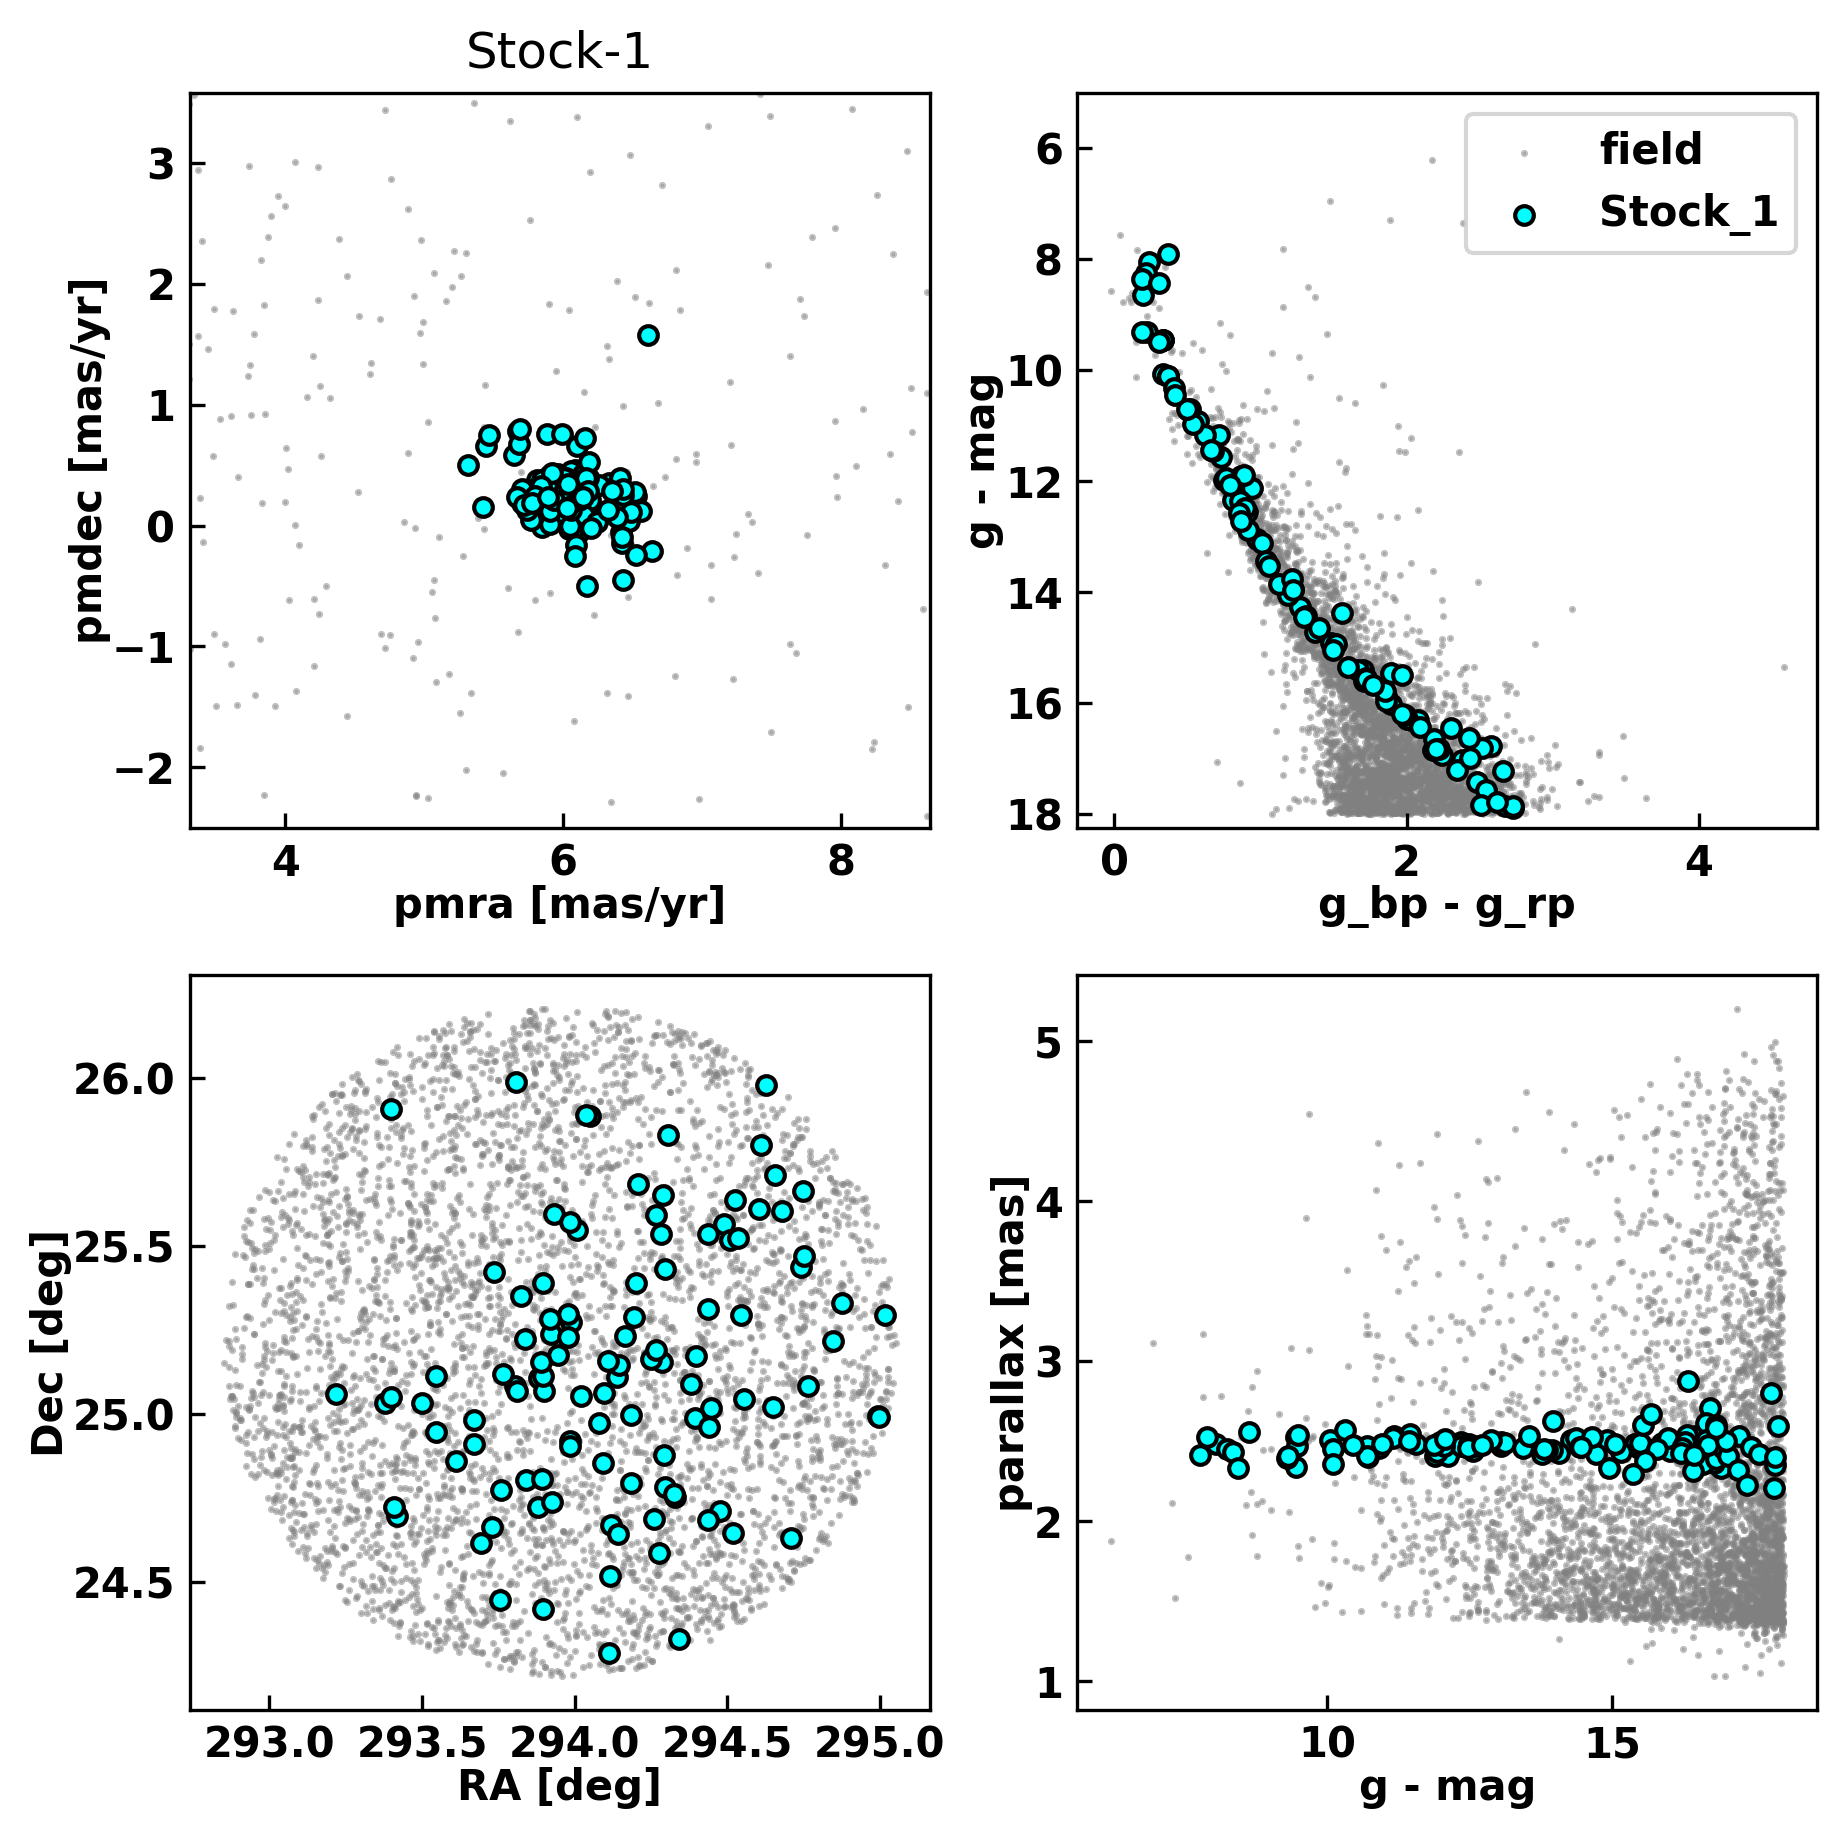 Stock-1
3
2
1
0
−1
−2
pmdec [mas/yr]
4 6 8
pmra [mas/yr]
field
Stock_1
6
8
10
12
14
16
18
g - mag
0 2 4
g_bp - g_rp
26.0
25.5
25.0
24.5
Dec [deg]
293.0 293.5 294.0 294.5 295.0
RA [deg]
5
4
3
2
1
parallax [mas]
10 15
g - mag